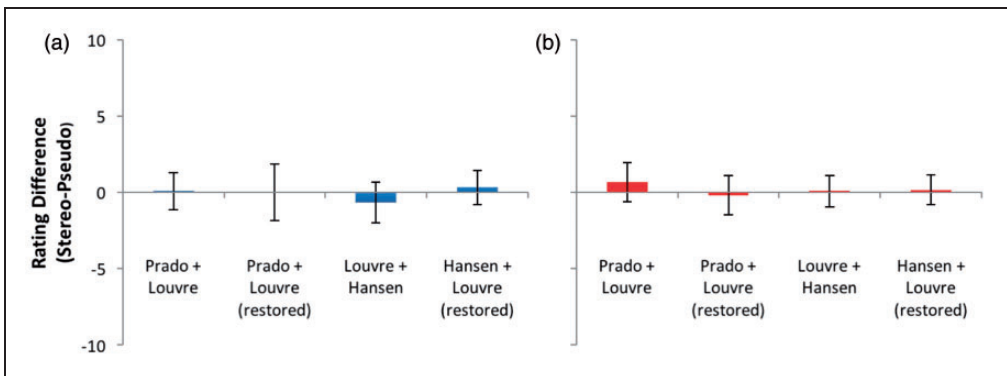 (a)
10
5
0
-5
-10
Rating Difference
(Stereo-Pseudo)
Prado +
Louvre
Prado +
Louvre
(restored)
Louvre +
Hansen
Hansen +
Louvre
(restored)
(b)
Prado +
Louvre
Prado +
Louvre
(restored)
Louvre +
Hansen
Hansen +
Louvre
(restored)